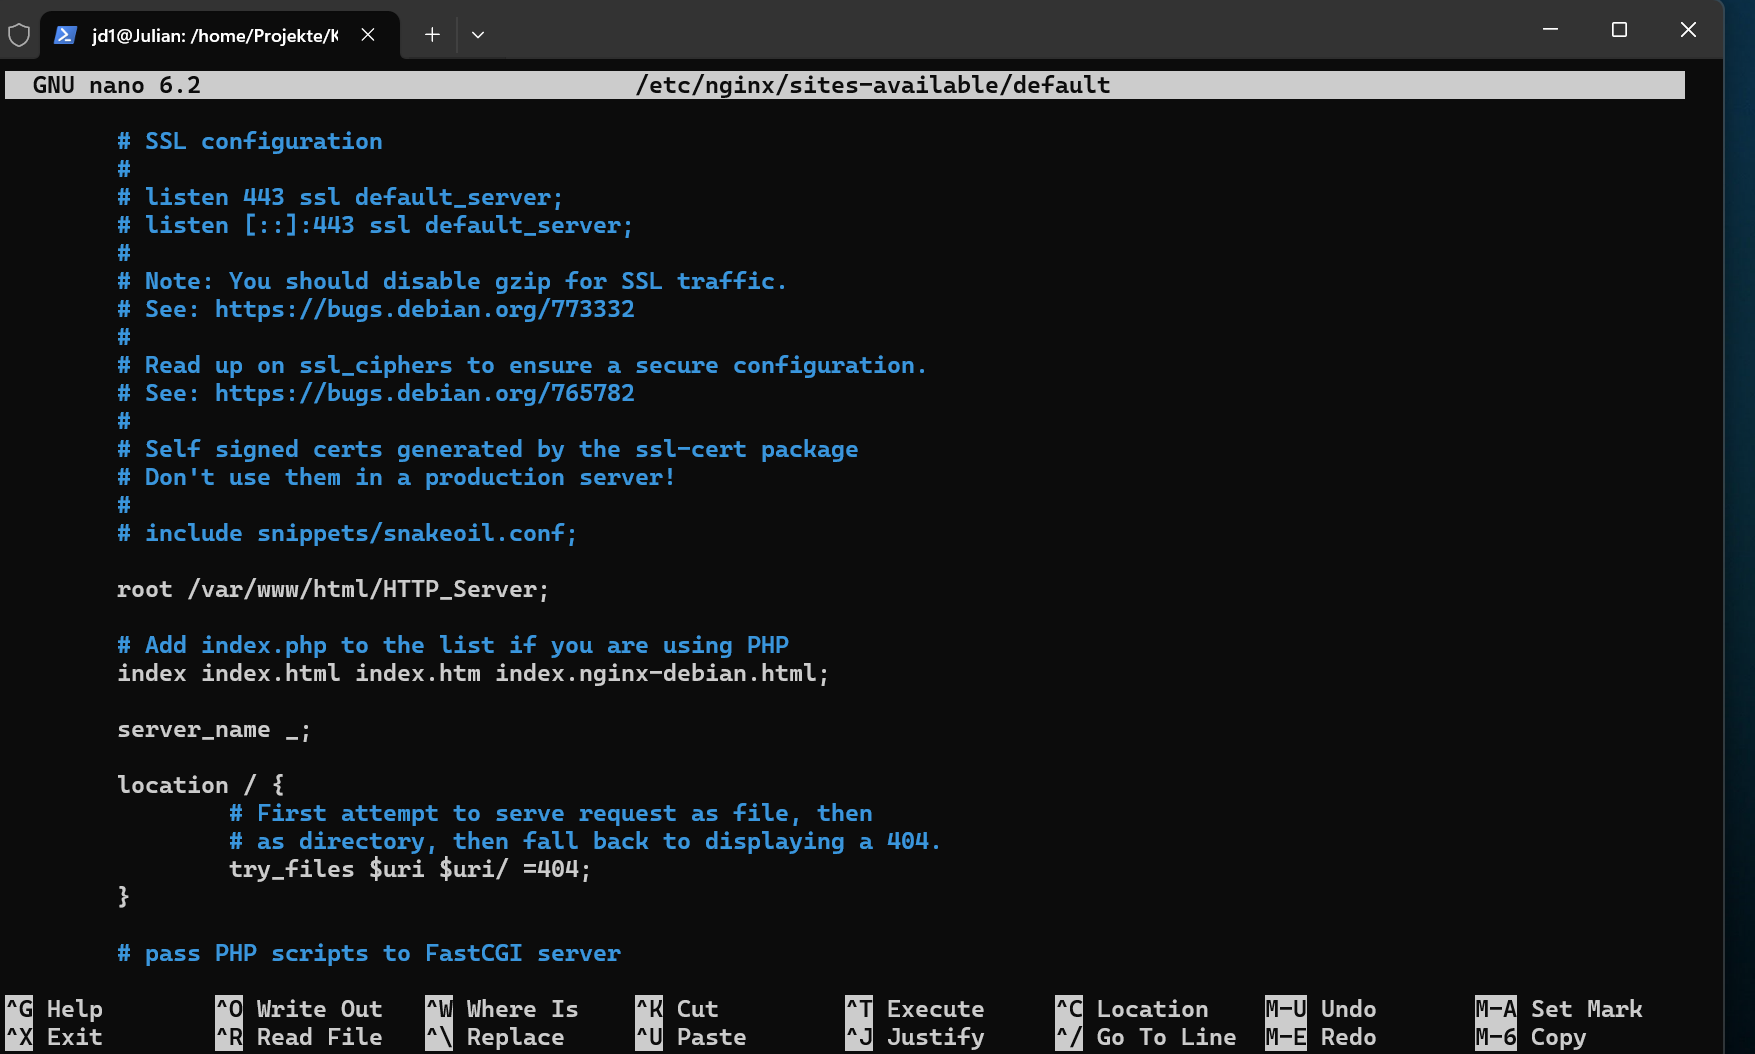 jd1@Julian: /home/Projekte/K
GNU nano 6.2 /etc/nginx/sites-available/default
# SSL configuration
#
# listen 443 ssl default_server;
# listen [::]:443 ssl default_server;
#
# Note: You should disable gzip for SSL traffic.
# See: https://bugs.debian.org/773332
#
# Read up on ssl_ciphers to ensure a secure configuration.
# See: https://bugs.debian.org/765782
#
# Self signed certs generated by the ssl-cert package
# Don't use them in a production server!
#
# include snippets/snakeoil.conf;
root /var/www/html/HTTP_Server;
# Add index.php to the list if you are using PHP
index index.html index.htm index.nginx-debian.html;
server_name _;
location / {
# First attempt to serve request as file, then
# as directory, then fall back to displaying a 404.
try_files $uri $uri/ =404;
}
# pass PHP scripts to FastCGI server
^G Help ^O Write Out ^W Where Is ^K Cut ^T Execute ^C Location M-U Undo M-A Set Mark
^X Exit ^R Read File ^\ Replace ^U Paste ^J Justify ^/ Go To Line M-E Redo M-6 Copy